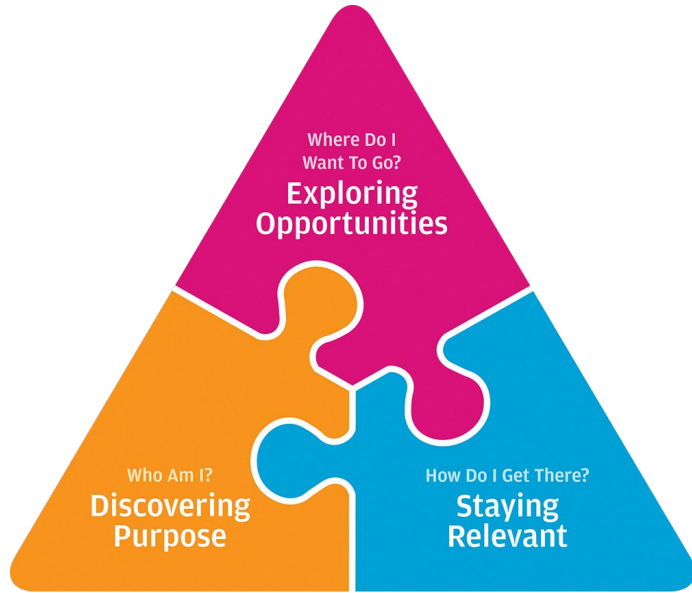 Where Do I
Want To Go?
Exploring
Opportunities
Who Am I?
Discovering
Purpose
How Do I Get There?
Staying
Relevant